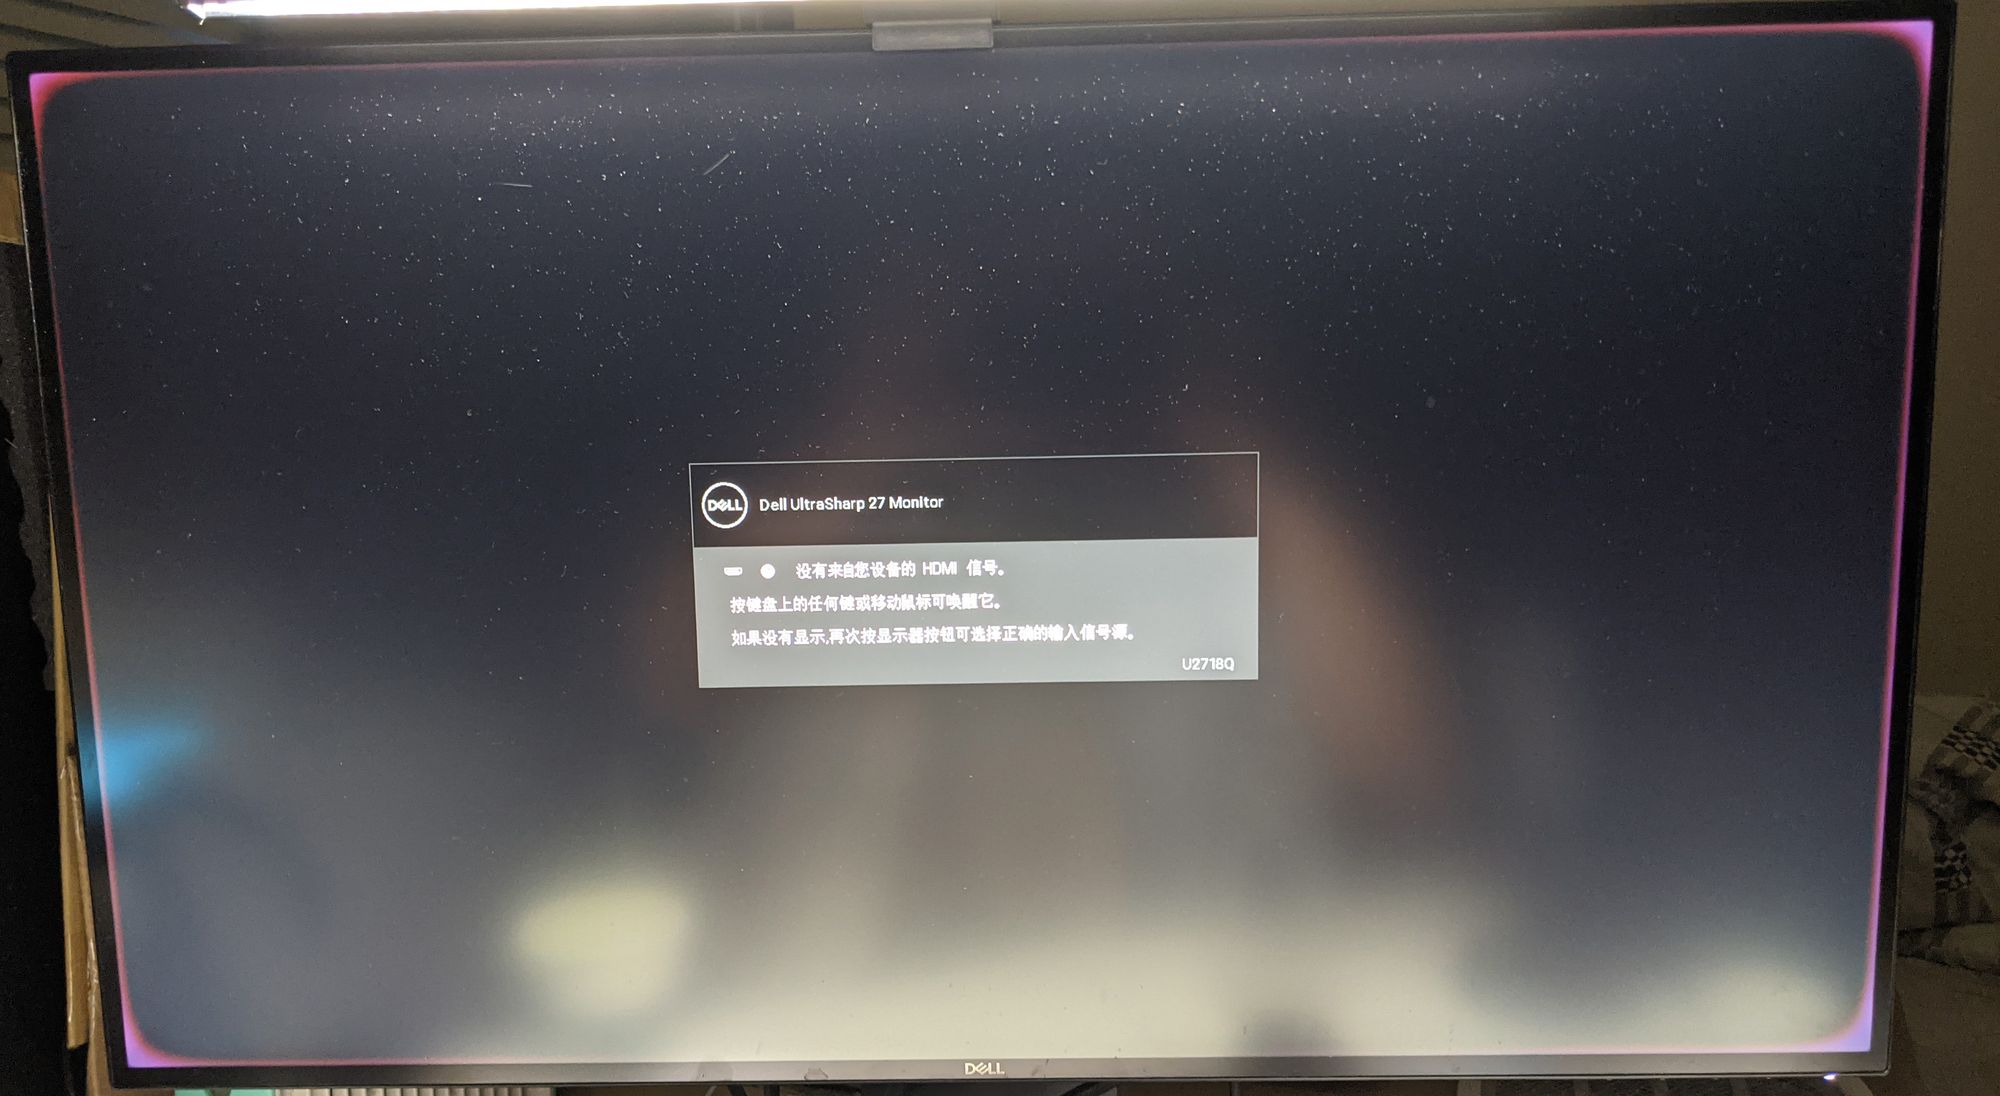 DELL
Dell UltraSharp 27 Monitor
没有来自您设备的 HDMI 信号。
按键盘上的任何键或移动鼠标可唤醒它。
如果没有显示,再次按显示器按钮可选择正确的输入信号源。
U2718Q
DELL